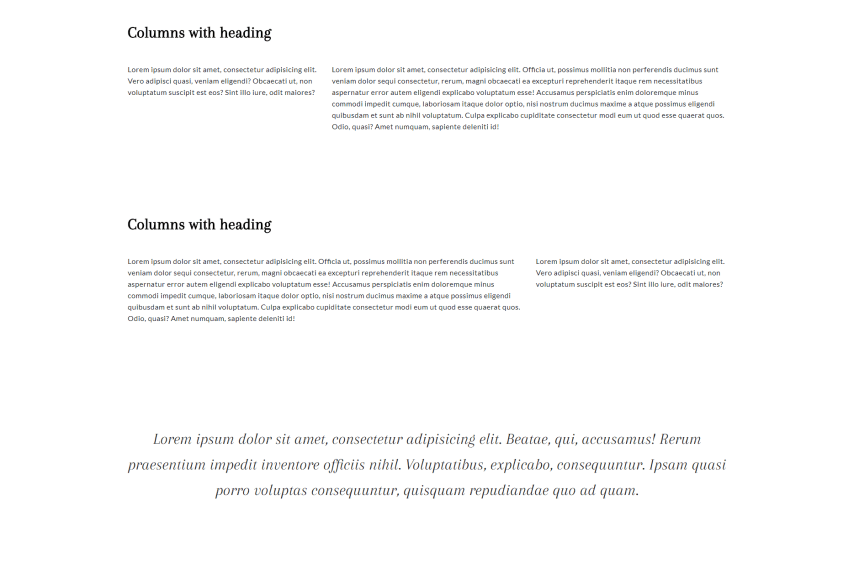 Columns with heading
Lorem ipsum dolor sit amet, consectetur adipisicing elit.
Vero adipisci quasi, veniam eligendi? Obcaecati ut, non
voluptatum suscipit est eos? Sint illo iure, odit maiores?
Lorem ipsum dolor sit amet, consectetur adipisicing elit. Officia ut, possimus mollitia non perferendis ducimus sunt
veniam dolor sequi consectetur, rerum, magni obcaecati ea excepturi reprehenderit itaque rem necessitatibus
aspernatur error autem eligendi explicabo voluptatum esse! Accusamus perspiciatis enim doloremque minus
commodi impedit cumque, laboriosam itaque dolor optio, nisi nostrum ducimus maxime a atque possimus eligendi
quibusdam et sunt ab nihil voluptatum. Culpa explicabo cupiditate consectetur modi eum ut quod esse quaerat quos.
Odio, quasi? Amet numquam, sapiente deleniti id!
Columns with heading
Lorem ipsum dolor sit amet, consectetur adipisicing elit. Officia ut, possimus mollitia non perferendis ducimus sunt
veniam dolor sequi consectetur, rerum, magni obcaecati ea excepturi reprehenderit itaque rem necessitatibus
aspernatur error autem eligendi explicabo voluptatum esse! Accusamus perspiciatis enim doloremque minus
commodi impedit cumque, laboriosam itaque dolor optio, nisi nostrum ducimus maxime a atque possimus eligendi
quibusdam et sunt ab nihil voluptatum. Culpa explicabo cupiditate consectetur modi eum ut quod esse quaerat quos.
Odio, quasi? Amet numquam, sapiente deleniti id!
Lorem ipsum dolor sit amet, consectetur adipisicing elit.
Vero adipisci quasi, veniam eligendi? Obcaecati ut, non
voluptatum suscipit est eos? Sint illo iure, odit maiores?
Lorem ipsum dolor sit amet, consectetur adipisicing elit. Beatae, qui, accusamus! Rerum
praesentium impedit inventore officiis nihil. Voluptatibus, explicabo, consequuntur. Ipsam quasi
porro voluptas consequuntur, quisquam repudiandae quo ad quam.